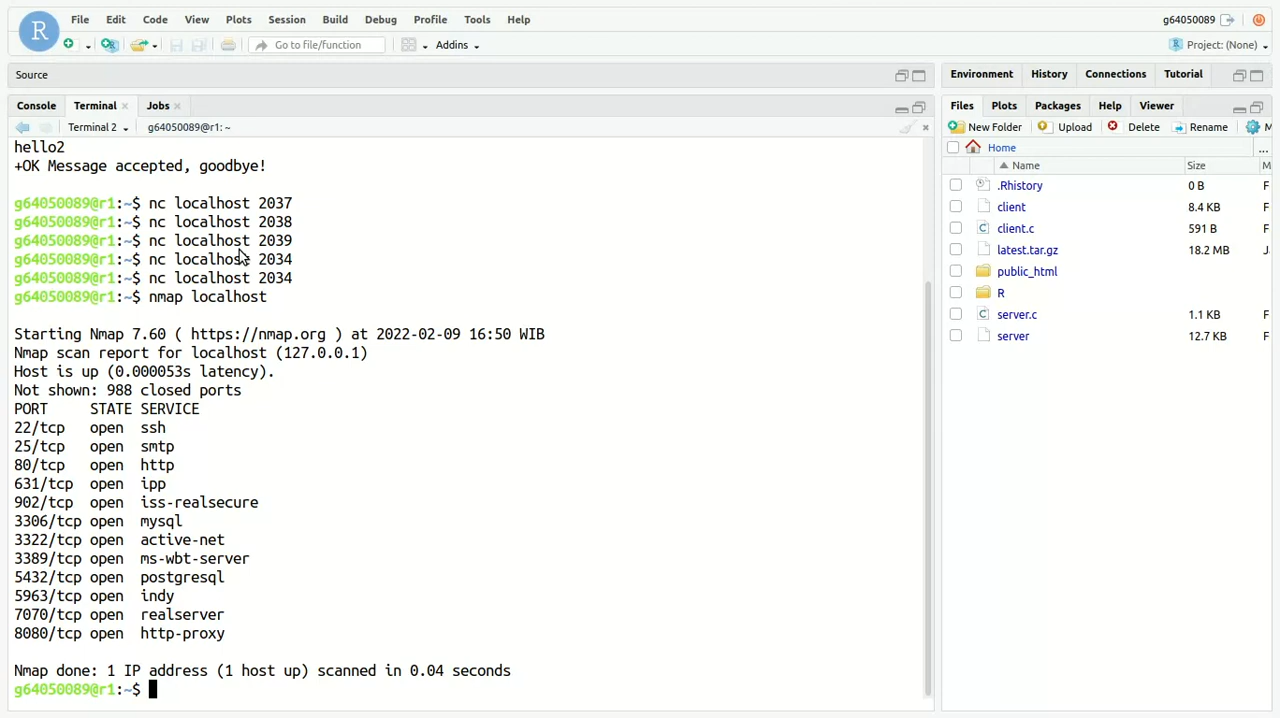 R
File Edit Code View Plots Session Build Debug Profile Tools Help
g64050089
Go to file/function
Addins
Project: (None)
Source
Console Terminal Jobs
Terminal 2 g64050089@r1: ~
hello2
+OK Message accepted, goodbye!
g64050089@r1:~$ nc localhost 2037
g64050089@r1:~$ nc localhost 2038
g64050089@r1:~$ nc localhost 2039
g64050089@r1:~$ nc localhost 2034
g64050089@r1:~$ nc localhost 2034
g64050089@r1:~$ nmap localhost
Starting Nmap 7.60 ( https://nmap.org ) at 2022-02-09 16:50 WIB
Nmap scan report for localhost (127.0.0.1)
Host is up (0.000053s latency).
Not shown: 988 closed ports
PORT STATE SERVICE
22/tcp open ssh
25/tcp open smtp
80/tcp open http
631/tcp open ipp
902/tcp open iss-realsecure
3306/tcp open mysql
3322/tcp open active-net
3389/tcp open ms-wbt-server
5432/tcp open postgresql
5963/tcp open indy
7070/tcp open realserver
8080/tcp open http-proxy
Nmap done: 1 IP address (1 host up) scanned in 0.04 seconds
g64050089@r1:~$
Environment History Connections Tutorial
Files Plots Packages Help Viewer
New Folder Upload Delete Rename M
Home ...
Name Size M
.Rhistory 0 B F
client 8.4 KB F
client.c 591 B F
latest.tar.gz 18.2 MB J
public_html F
R F
server.c 1.1 KB F
server 12.7 KB F